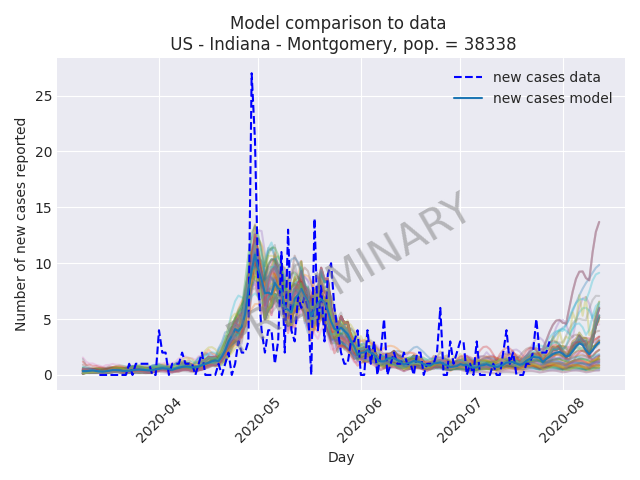 Model comparison to data
US - Indiana - Montgomery, pop. = 38338
new cases data
new cases model
Number of new cases reported
25
20
15
10
5
0
2020-04
2020-05
2020-06
2020-07
2020-08
Day